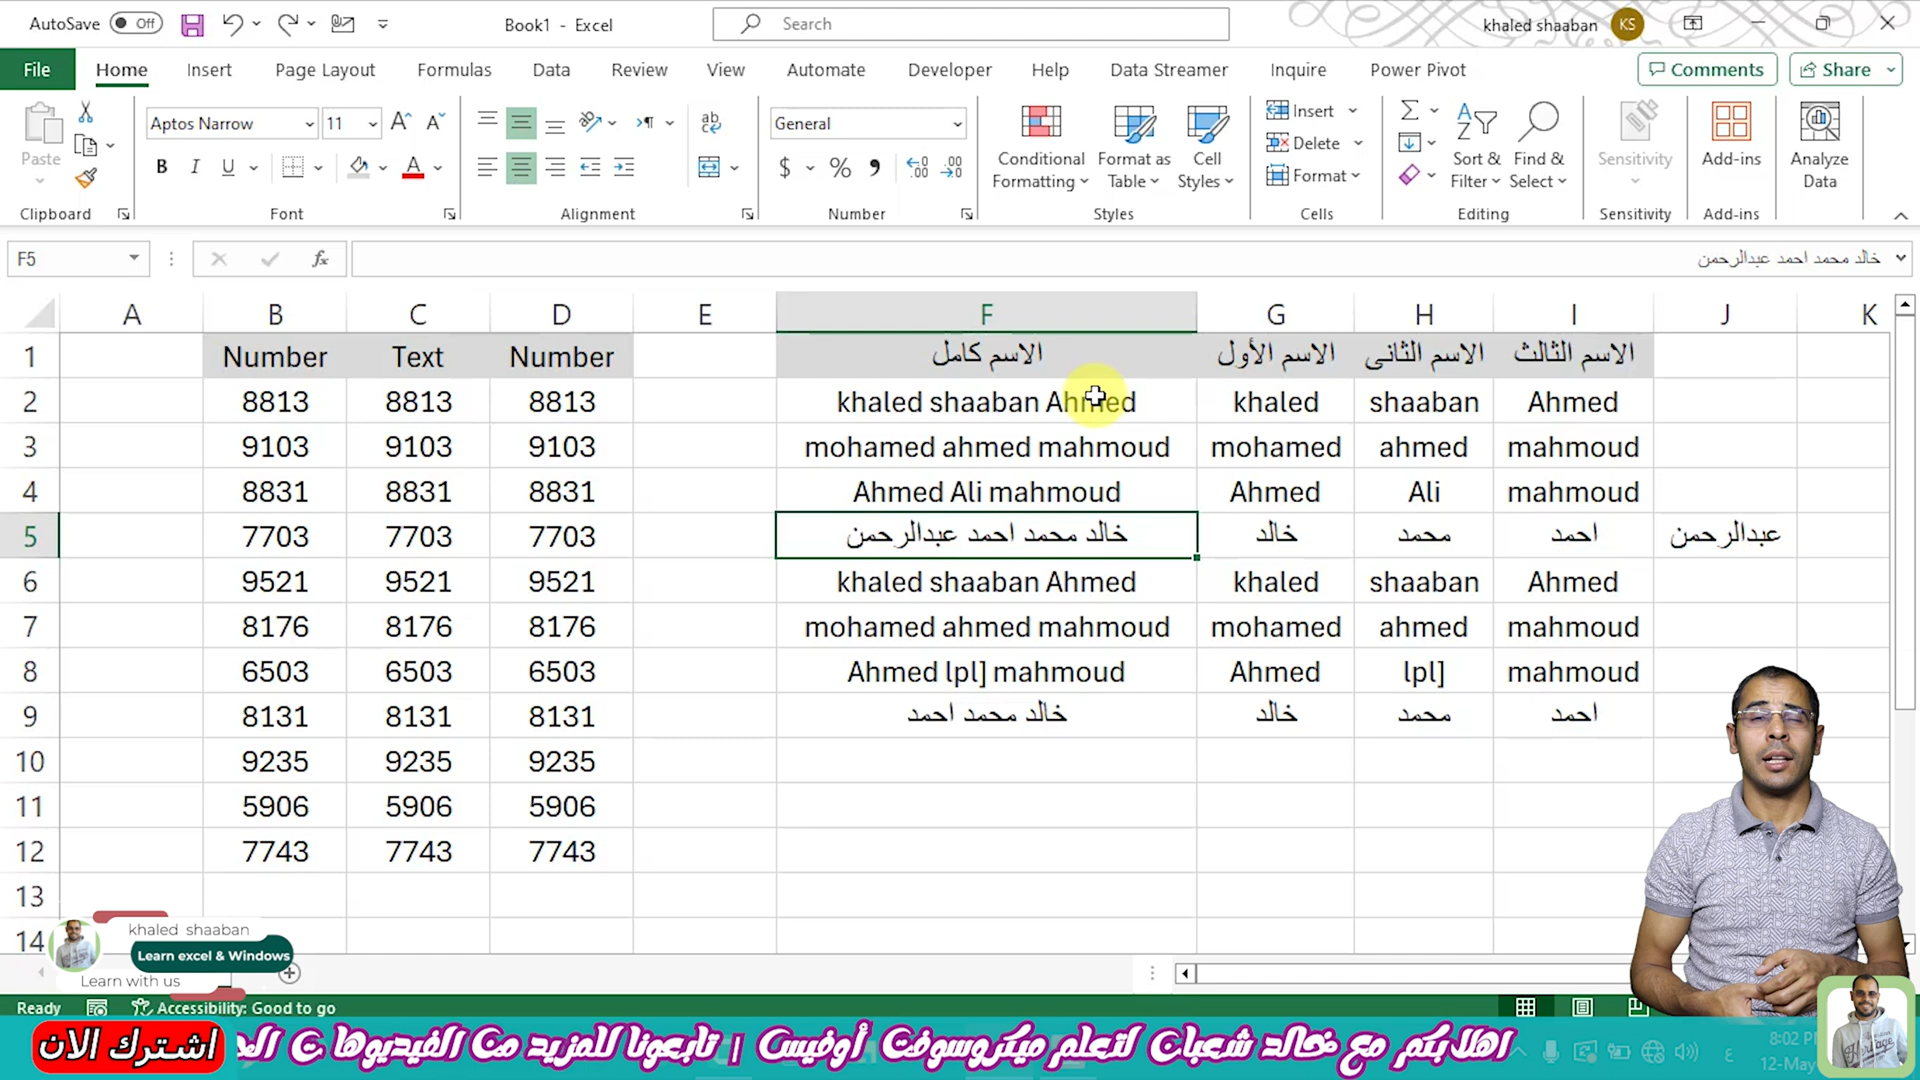 AutoSave Off Book1 - Excel Search khaled shaaban KS
File Home Insert Page Layout Formulas Data Review View Automate Developer Help Data Streamer Inquire Power Pivot Comments Share
Paste Aptos Narrow 11 General Conditional Formatting Format as Table Cell Styles Insert Delete Format Sort & Filter Find & Select Sensitivity Add-ins Analyze Data
Clipboard Font Alignment Number Styles Cells Editing Sensitivity Add-ins
F5 fx خالد محمد احمد عبدالرحمن
A B C D E F G H I J K
1 Number Text Number الاسم كامل الاسم الأول الاسم الثانى الاسم الثالث
2 8813 8813 8813 khaled shaaban Ahmed khaled shaaban Ahmed
3 9103 9103 9103 mohamed ahmed mahmoud mohamed ahmed mahmoud
4 8831 8831 8831 Ahmed Ali mahmoud Ahmed Ali mahmoud
5 7703 7703 7703 خالد محمد احمد عبدالرحمن خالد محمد احمد عبدالرحمن
6 9521 9521 9521 khaled shaaban Ahmed khaled shaaban Ahmed
7 8176 8176 8176 mohamed ahmed mahmoud mohamed ahmed mahmoud
8 6503 6503 6503 Ahmed lpl] mahmoud Ahmed lpl] mahmoud
9 8131 8131 8131 خالد محمد احمد خالد محمد احمد
10 9235 9235 9235
11 5906 5906 5906
12 7743 7743 7743
13
14
khaled shaaban
Learn excel & Windows
Learn with us
Ready Accessibility: Good to go
اشترك الان
اهلا بكم مع خالد شعبان لتعلم ميكروسوفت أوفيس | تابعونا للمزيد من الفيديوها
8:02
12-May